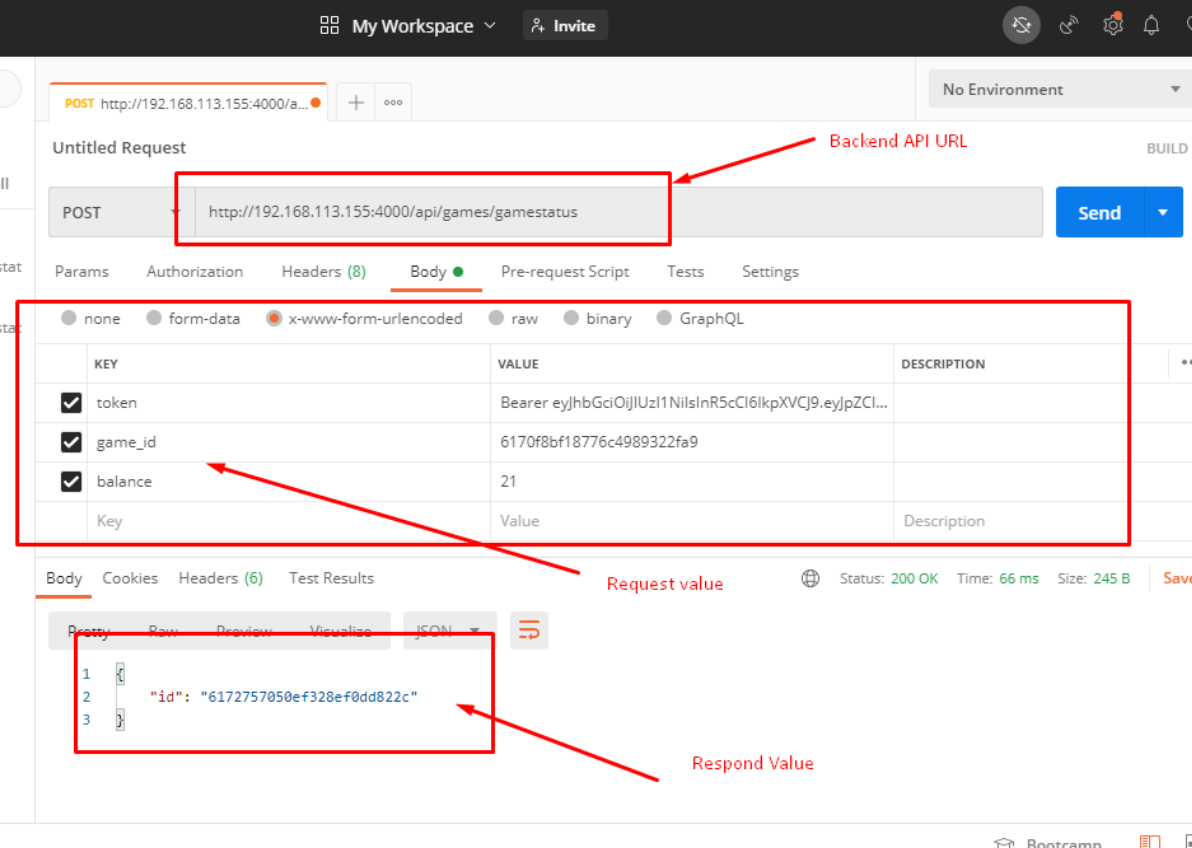 My Workspace
Invite
POST http://192.168.113.155:4000/a...
No Environment
Untitled Request
Backend API URL
BUILD
ll
POST
http://192.168.113.155:4000/api/games/gamestatus
Send
stat
Params Authorization Headers (8) Body Pre-request Script Tests Settings
stat
none form-data x-www-form-urlencoded raw binary GraphQL
KEY VALUE DESCRIPTION
token Bearer eyJhbGciOiJIUzI1NiIsInR5cCI6IkpXVCJ9.eyJpZCI...
game_id 6170f8bf18776c4989322fa9
balance 21
Key Value Description
Body Cookies Headers (6) Test Results
Request value
Status: 200 OK Time: 66 ms Size: 245 B Save
Pretty Raw Preview Visualize JSON
1 {
2 "id": "6172757050ef328ef0dd822c"
3 }
Respond Value
Bootcamp